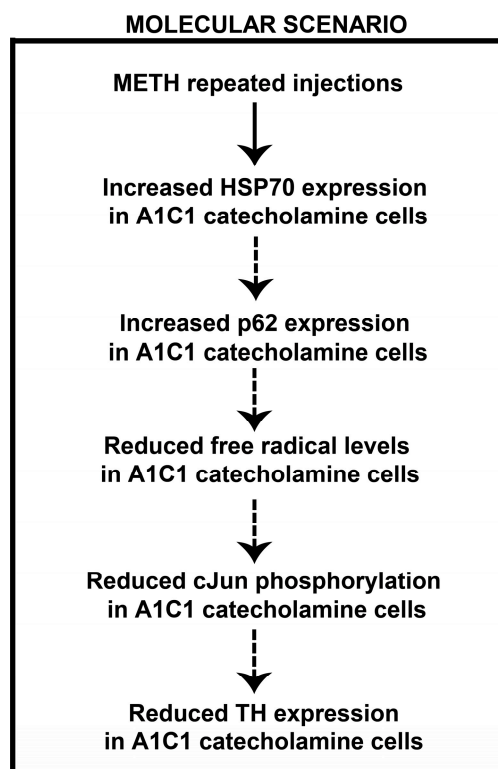 MOLECULAR SCENARIO
METH repeated injections
Increased HSP70 expression
in A1C1 catecholamine cells
Increased p62 expression
in A1C1 catecholamine cells
Reduced free radical levels
in A1C1 catecholamine cells
Reduced cJun phosphorylation
in A1C1 catecholamine cells
Reduced TH expression
in A1C1 catecholamine cells